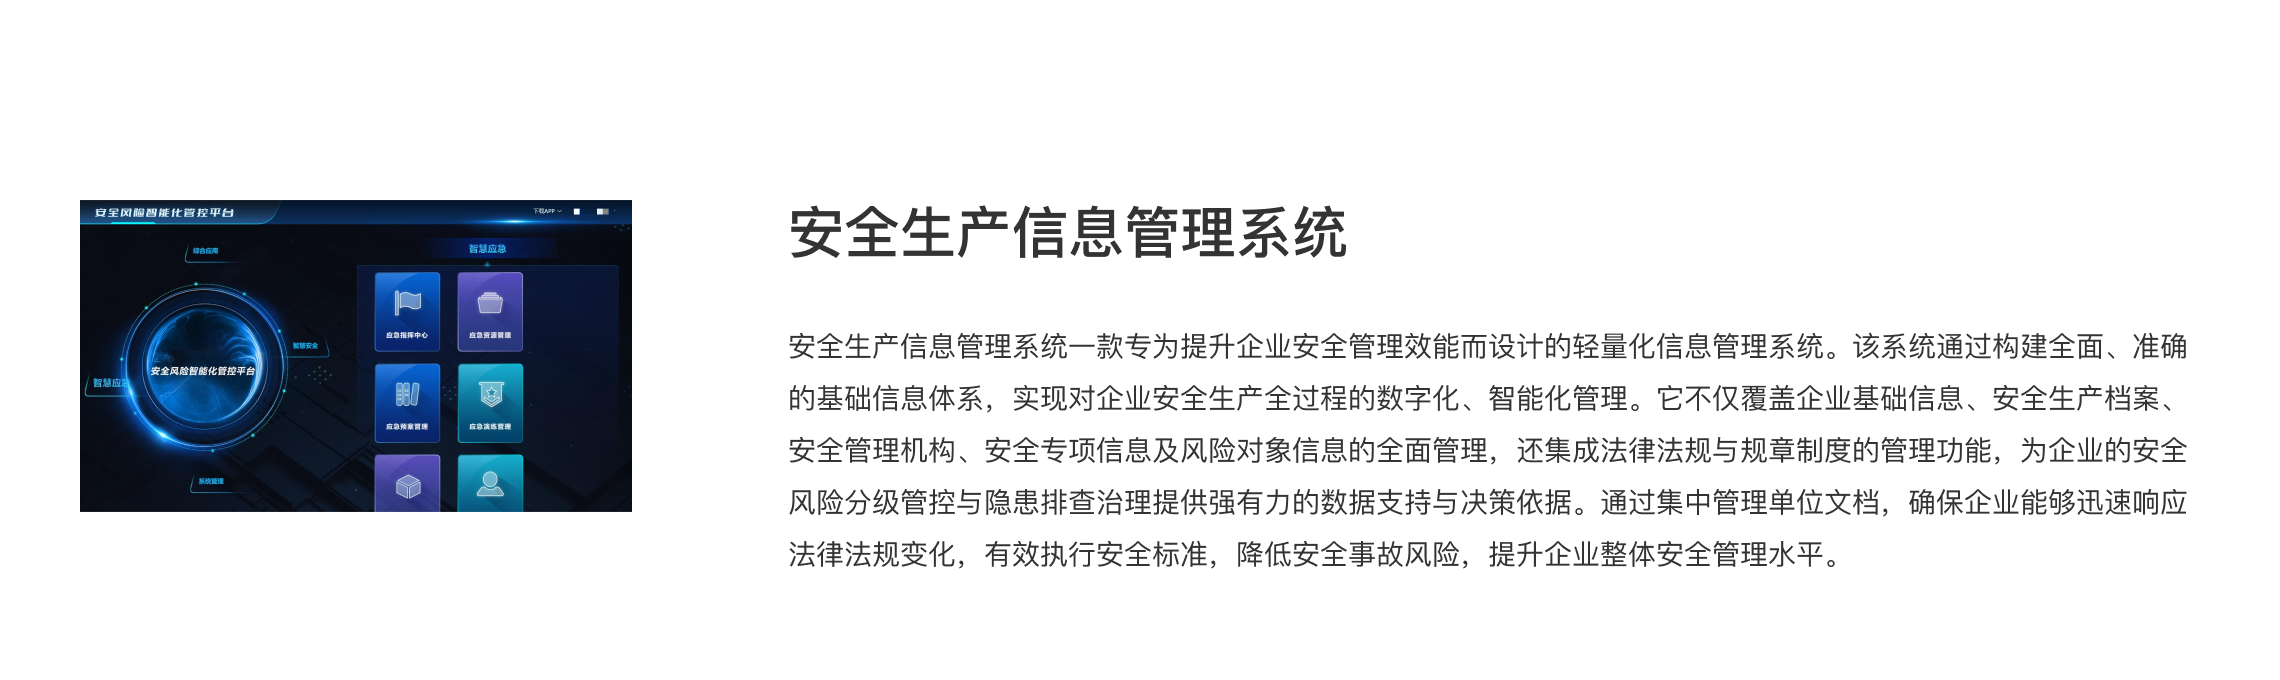 安全风险智能化管控平台
下载APP
综合应用
智慧应急
应急指挥中心
应急资源管理
智慧安全
安全风险智能化管控平台
智慧应急
应急预案管理
应急演练管理
系统管理
安全生产信息管理系统
安全生产信息管理系统一款专为提升企业安全管理效能而设计的轻量化信息管理系统。该系统通过构建全面、准确
的基础信息体系，实现对企业安全生产全过程的数字化、智能化管理。它不仅覆盖企业基础信息、安全生产档案、
安全管理机构、安全专项信息及风险对象信息的全面管理，还集成法律法规与规章制度的管理功能，为企业的安全
风险分级管控与隐患排查治理提供强有力的数据支持与决策依据。通过集中管理单位文档，确保企业能够迅速响应
法律法规变化，有效执行安全标准，降低安全事故风险，提升企业整体安全管理水平。